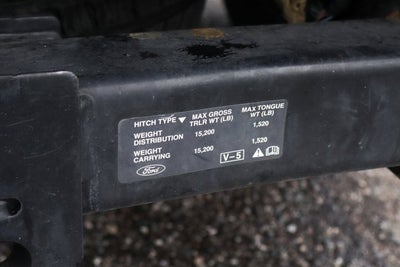 HITCH TYPE ▼ MAX GROSS TRLR WT (LB) MAX TONGUE WT (LB)
WEIGHT DISTRIBUTION 15,200 1,520
WEIGHT CARRYING 15,200 1,520
Ford V-5